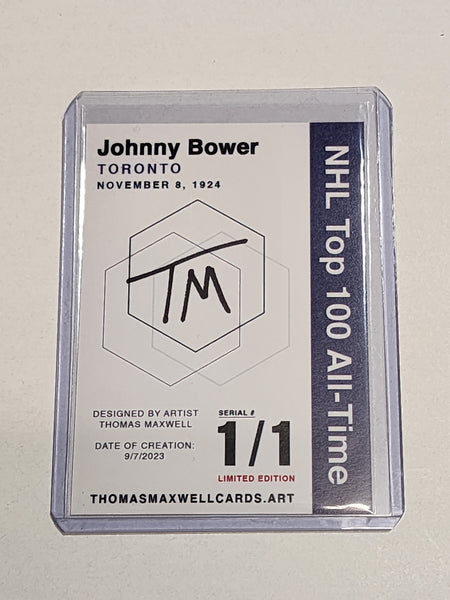 Johnny Bower
TORONTO
NOVEMBER 8, 1924
TM
DESIGNED BY ARTIST
THOMAS MAXWELL
DATE OF CREATION:
9/7/2023
SERIAL #
1/1
LIMITED EDITION
THOMASMAXWELLCARDS.ART
NHL Top 100 All-Time